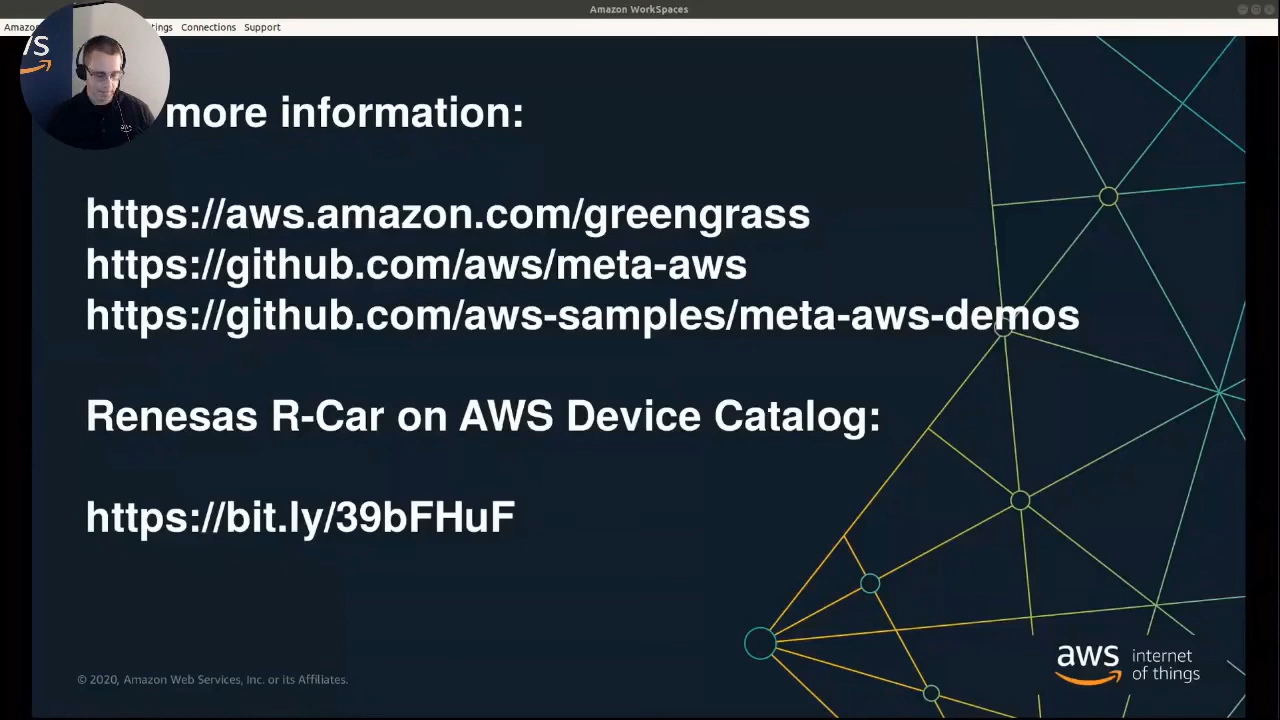 Amazon WorkSpaces
Connections Support
more information:
https://aws.amazon.com/greengrass
https://github.com/aws/meta-aws
https://github.com/aws-samples/meta-aws-demos
Renesas R-Car on AWS Device Catalog:
https://bit.ly/39bFHuF
© 2020, Amazon Web Services, Inc. or its Affiliates.
aws internet
of things
aws